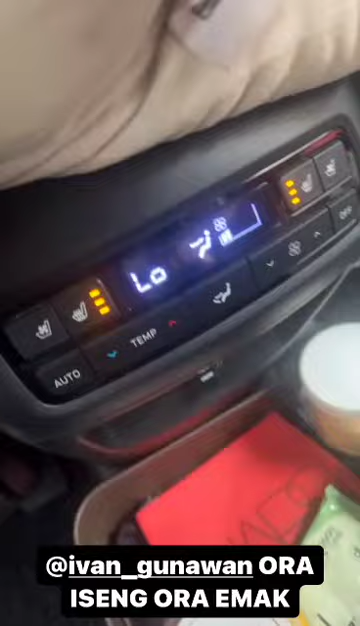 Lo
OFF
TEMP
AUTO
@ivan_gunawan ORA
ISENG ORA EMAK